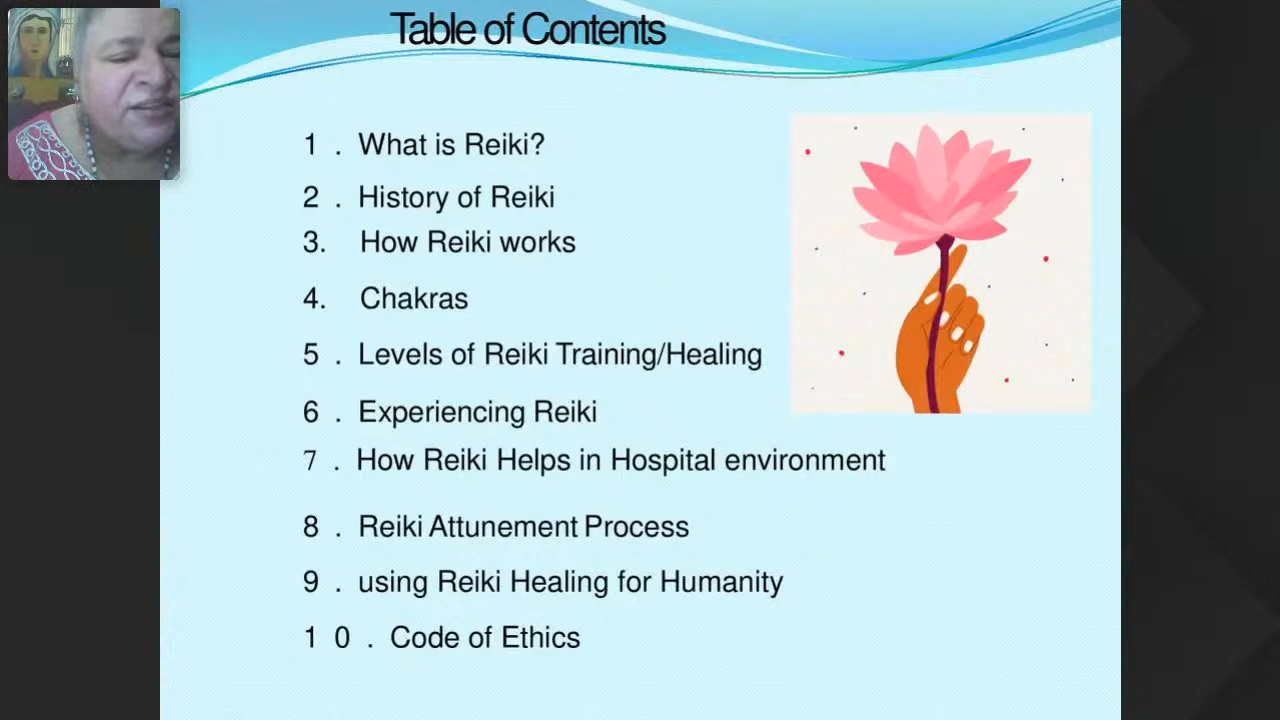 Table of Contents
1 . What is Reiki?
2 . History of Reiki
3. How Reiki works
4. Chakras
5 . Levels of Reiki Training/Healing
6 . Experiencing Reiki
7 . How Reiki Helps in Hospital environment
8 . Reiki Attunement Process
9 . using Reiki Healing for Humanity
1 0 . Code of Ethics